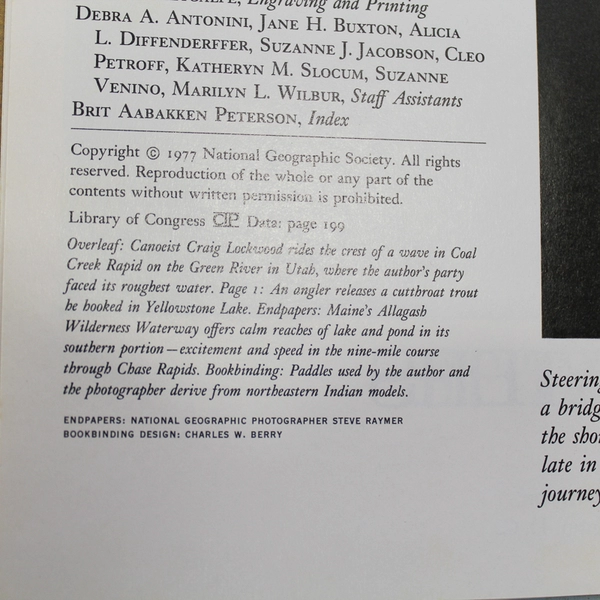 Engraving and Printing
DEBRA A. ANTONINI, JANE H. BUXTON, ALICIA
L. DIFFENDERFFER, SUZANNE J. JACOBSON, CLEO
PETROFF, KATHERYN M. SLOCUM, SUZANNE
VENINO, MARILYN L. WILBUR, Staff Assistants
BRIT AABAKKEN PETERSON, Index
Copyright © 1977 National Geographic Society. All rights
reserved. Reproduction of the whole or any part of the
contents without written permission is prohibited.
Library of Congress CIP Data: page 199
Overleaf: Canoeist Craig Lockwood rides the crest of a wave in Coal
Creek Rapid on the Green River in Utah, where the author's party
faced its roughest water. Page 1: An angler releases a cutthroat trout
he hooked in Yellowstone Lake. Endpapers: Maine's Allagash
Wilderness Waterway offers calm reaches of lake and pond in its
southern portion—excitement and speed in the nine-mile course
through Chase Rapids. Bookbinding: Paddles used by the author and
the photographer derive from northeastern Indian models.
ENDPAPERS: NATIONAL GEOGRAPHIC PHOTOGRAPHER STEVE RAYMER
BOOKBINDING DESIGN: CHARLES W. BERRY
Steering
a bridg
the sho
late in
journey